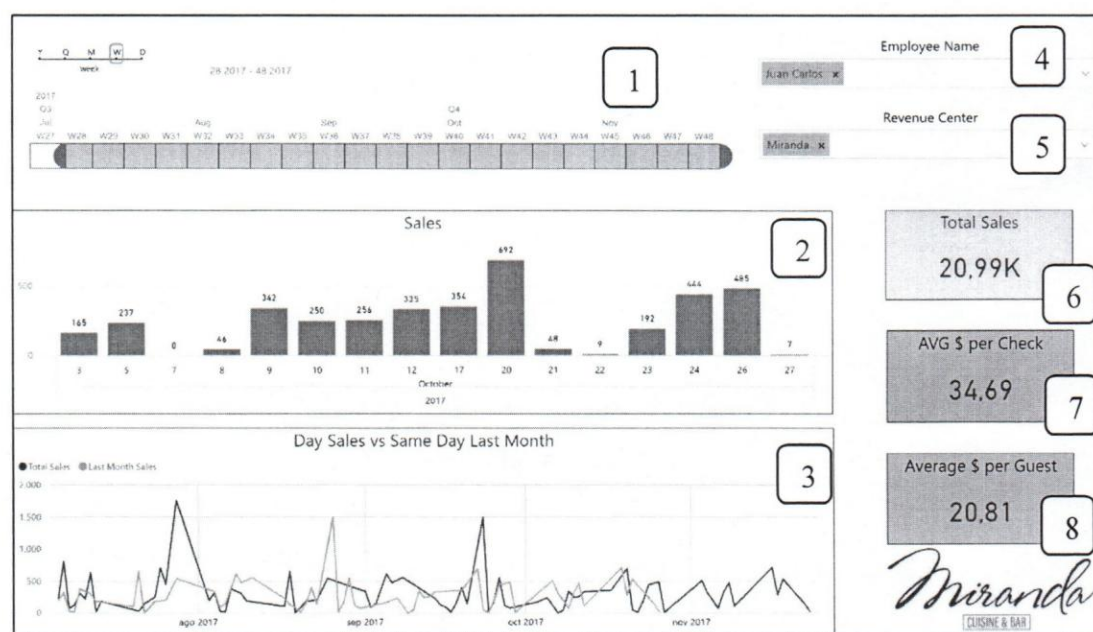 Y Q M W D
week
28 2017 - 48 2017
1
2017
Q3 Q4
Jul Aug Sep Oct Nov
W27 W28 W29 W30 W31 W32 W33 W34 W35 W36 W37 W38 W39 W40 W41 W42 W43 W44 W45 W46 W47 W48
Employee Name
4
Juan Carlos ×
Revenue Center
5
Miranda ×
Sales
2
500
0
165 237 0 46 342 250 256 335 354 692 48 9 192 444 485 7
3 5 7 8 9 10 11 12 17 20 21 22 23 24 26 27
October
2017
Total Sales
20,99K
6
AVG $ per Check
34,69
7
Day Sales vs Same Day Last Month
3
Total Sales Last Month Sales
2.000
1.500
1.000
500
0
ago 2017 sep 2017 oct 2017 nov 2017
Average $ per Guest
20,81
8
Miranda
CUISINE & BAR